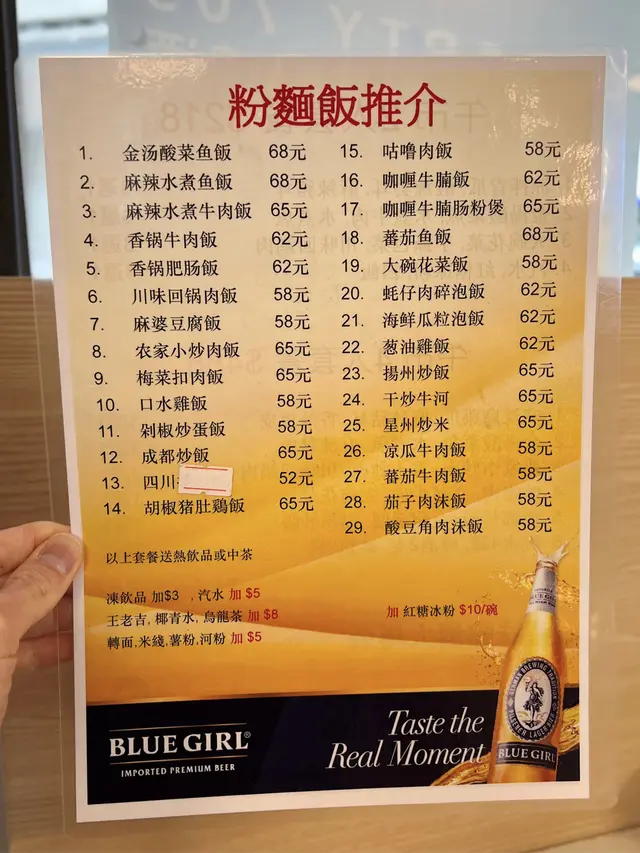 粉麵飯推介
1. 金汤酸菜鱼飯 68元
2. 麻辣水煮鱼飯 68元
3. 麻辣水煮牛肉飯 65元
4. 香锅牛肉飯 62元
5. 香锅肥肠飯 62元
6. 川味回锅肉飯 58元
7. 麻婆豆腐飯 58元
8. 农家小炒肉飯 65元
9. 梅菜扣肉飯 65元
10. 口水雞飯 58元
11. 剁椒炒蛋飯 58元
12. 成都炒飯 65元
13. 四川 52元
14. 胡椒猪肚鷄飯 65元
15. 咕嚕肉飯 58元
16. 咖喱牛腩飯 62元
17. 咖喱牛腩肠粉煲 65元
18. 蕃茄鱼飯 68元
19. 大碗花菜飯 58元
20. 蚝仔肉碎泡飯 62元
21. 海鮮瓜粒泡飯 62元
22. 葱油雞飯 62元
23. 揚州炒飯 65元
24. 干炒牛河 65元
25. 星州炒米 65元
26. 凉瓜牛肉飯 58元
27. 蕃茄牛肉飯 58元
28. 茄子肉沬飯 58元
29. 酸豆角肉沬飯 58元
以上套餐送熱飲品或中茶
凍飲品 加$3 , 汽水 加 $5
王老吉, 椰青水, 烏龍茶 加 $8
轉面,米綫,薯粉,河粉 加 $5
加 紅糖冰粉 $10/碗
BLUE GIRL®
IMPORTED PREMIUM BEER
Taste the
Real Moment
BLUE GIRL